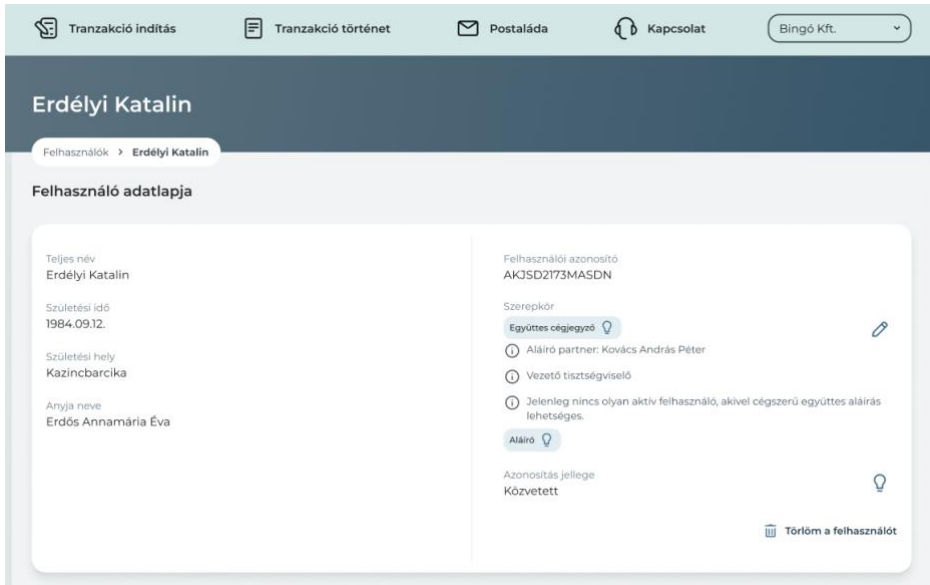 Tranzakció indítás
Tranzakció történet
Postaláda
Kapcsolat
Bingó Kft.
Erdélyi Katalin
Felhasználók > Erdélyi Katalin
Felhasználó adatlapja
Teljes név
Erdélyi Katalin
Születési idő
1984.09.12.
Születési hely
Kazincbarcika
Anyja neve
Erdős Annamária Éva
Felhasználói azonosító
AKJSD2173MASDN
Szerepkör
Együttes cégjegyző
Aláíró partner: Kovács András Péter
Vezető tisztségviselő
Jelenleg nincs olyan aktív felhasználó, akivel cégszerű együttes aláírás
lehetséges.
Aláíró
Azonosítás jellege
Közvetett
Törlöm a felhasználót